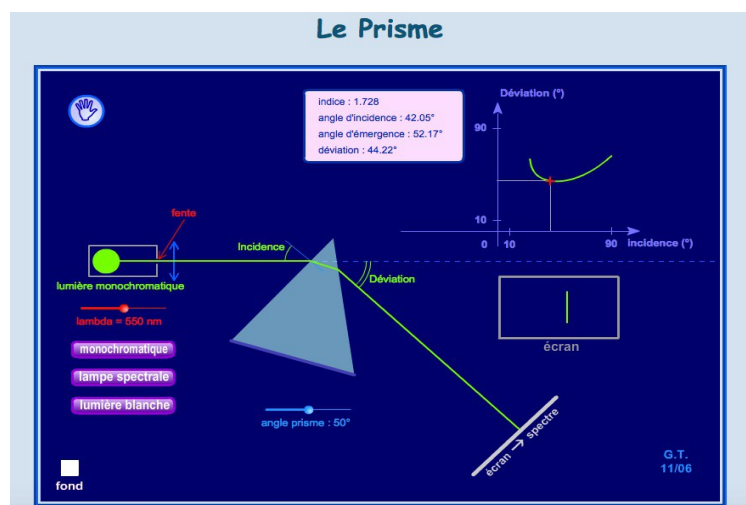 Le Prisme
indice : 1.728
angle d'incidence : 42.05°
angle d'émergence : 52.17°
déviation : 44.22°
Déviation (°)
90
10
0
10
90
incidence (°)
fente
Incidence
Déviation
lumière monochromatique
lambda = 550 nm
monochromatique
lampe spectrale
lumière blanche
angle prisme : 50°
écran
écran → spectre
G.T.
11/06
fond